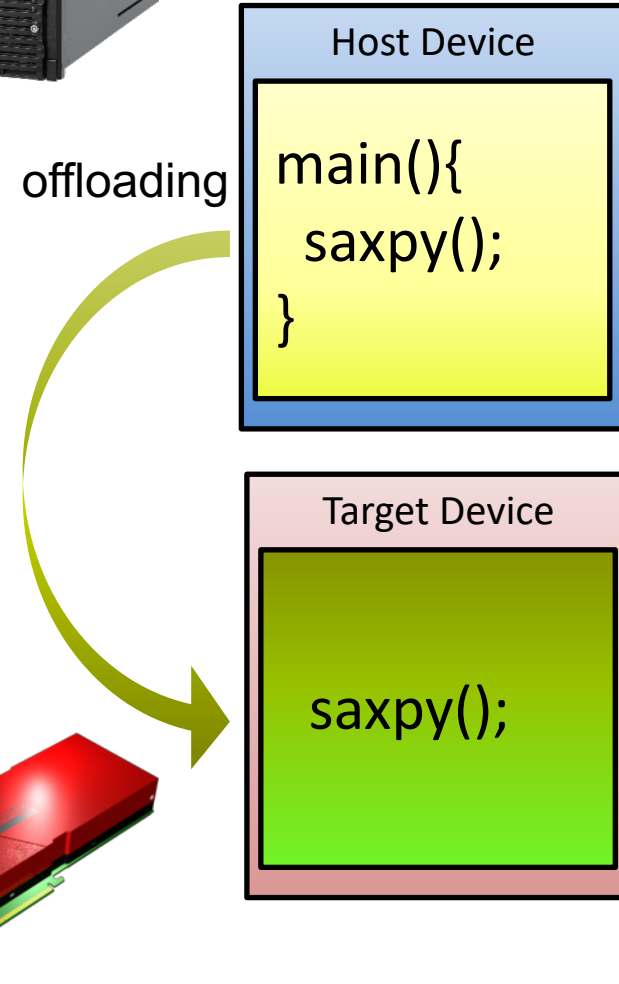 Host Device
offloading
main(){
saxpy();
}
Target Device
saxpy();